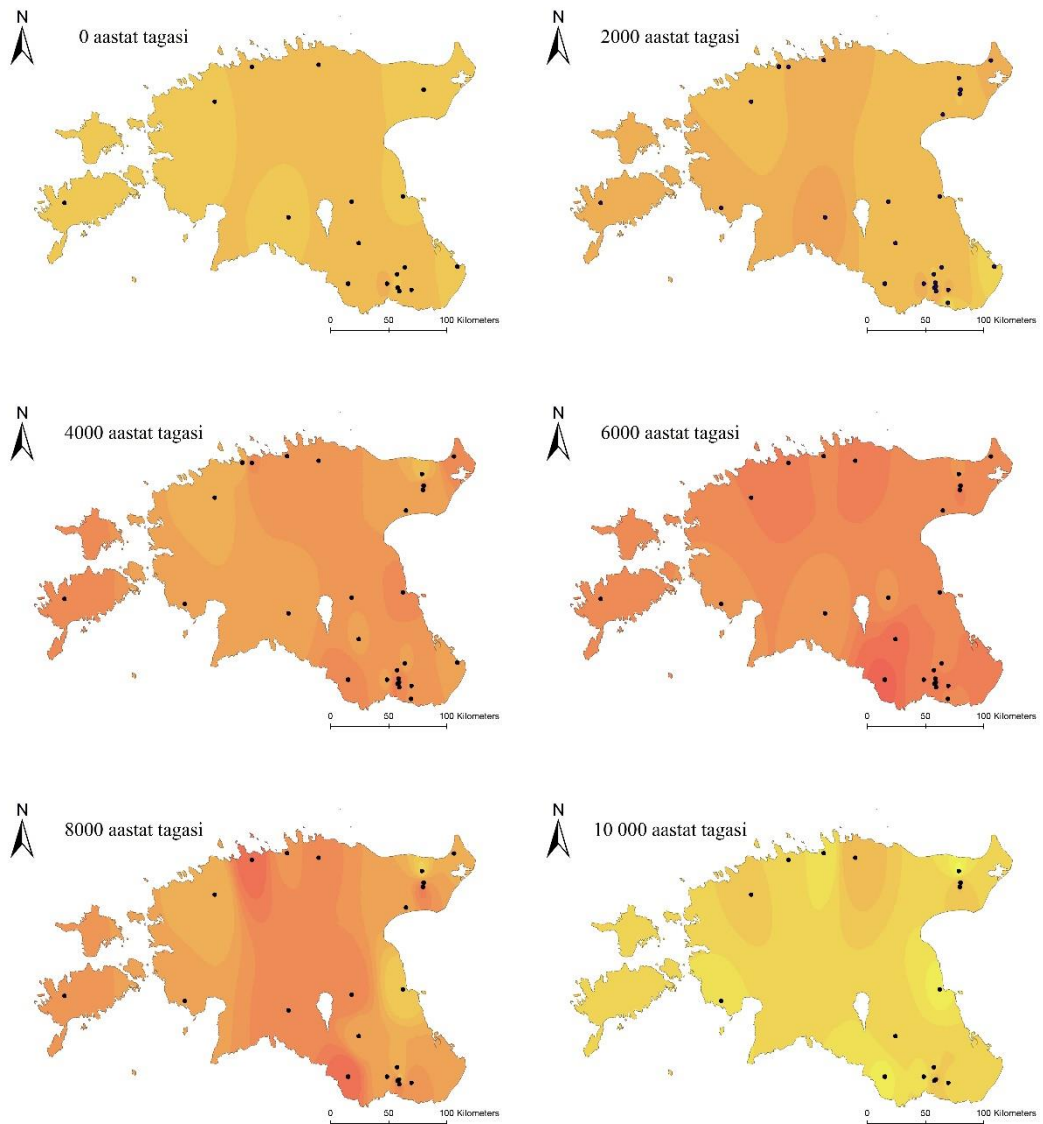 N
0 aastat tagasi
0 50 100 Kilometers
N
2000 aastat tagasi
0 50 100 Kilometers
N
4000 aastat tagasi
0 50 100 Kilometers
N
6000 aastat tagasi
0 50 100 Kilometers
N
8000 aastat tagasi
0 50 100 Kilometers
N
10 000 aastat tagasi
0 50 100 Kilometers